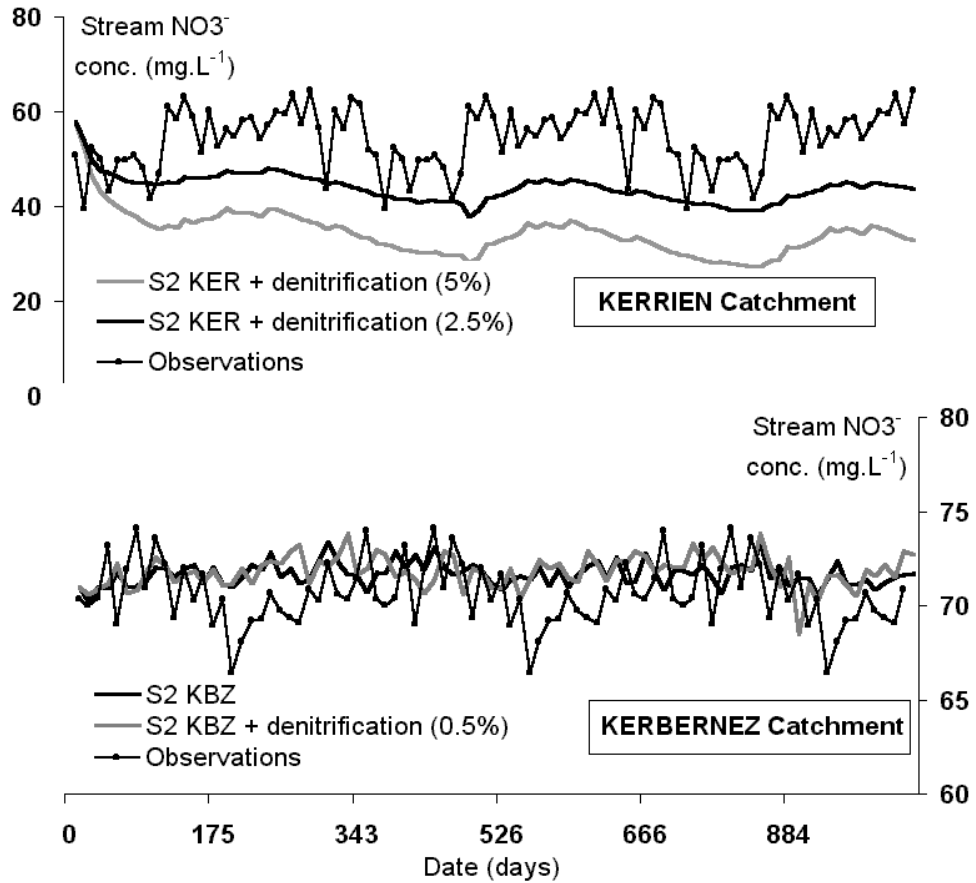 80
Stream NO3-
conc. (mg.L-1)
60
40
20
0
S2 KER + denitrification (5%)
S2 KER + denitrification (2.5%)
Observations
KERRIEN Catchment
80
Stream NO3-
conc. (mg.L-1)
75
70
65
60
S2 KBZ
S2 KBZ + denitrification (0.5%)
Observations
KERBERNEZ Catchment
0 175 343 526 666 884
Date (days)